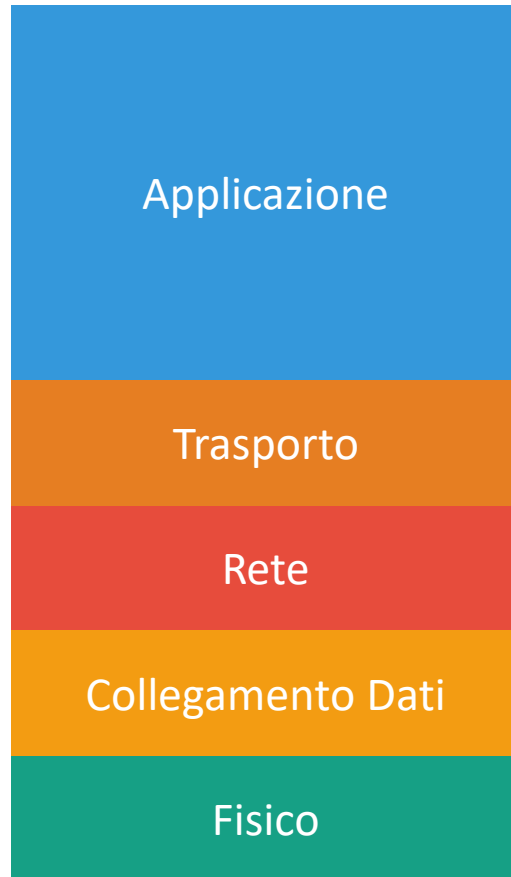 Applicazione
Trasporto
Rete
Collegamento Dati
Fisico